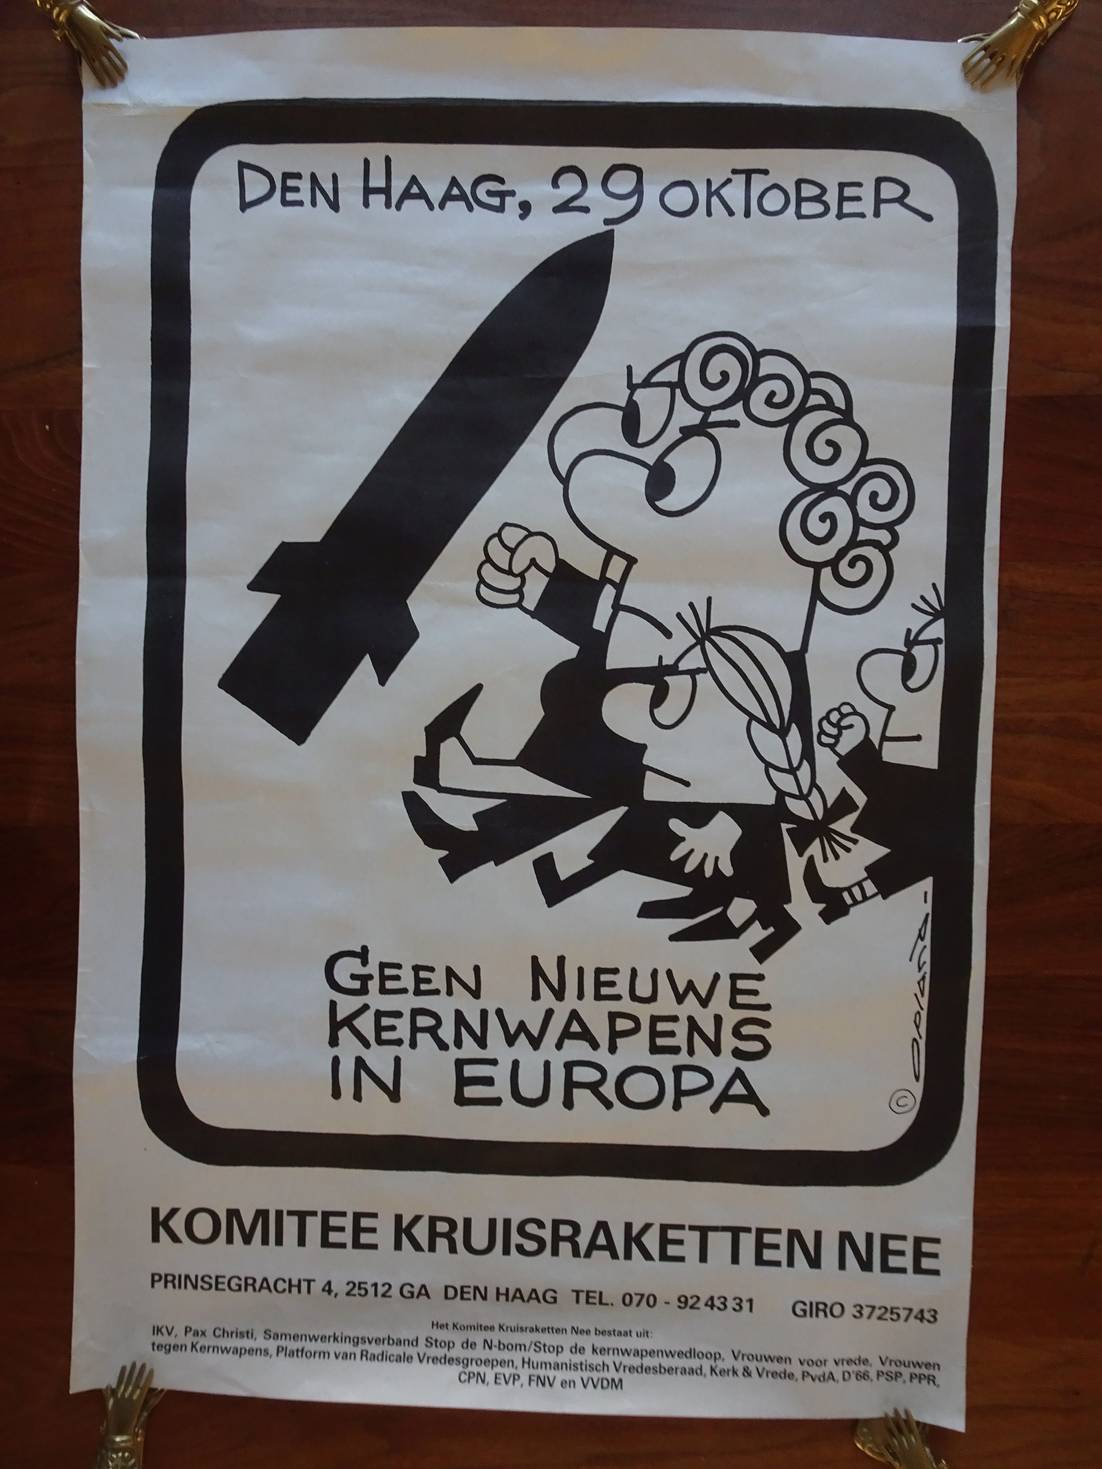 DEN HAAG, 29 OKTOBER
GEEN NIEUWE
KERNWAPENS
IN EUROPA
© OPLAND-
KOMITEE KRUISRAKETTEN NEE
PRINSEGRACHT 4, 2512 GA DEN HAAG TEL. 070 - 92 43 31 GIRO 3725743
Het Komitee Kruisraketten Nee bestaat uit:
IKV, Pax Christi, Samenwerkingsverband Stop de N-bom/Stop de kernwapenwedloop, Vrouwen voor vrede, Vrouwen
tegen Kernwapens, Platform van Radicale Vredesgroepen, Humanistisch Vredesberaad, Kerk & Vrede, PvdA, D'66, PSP, PPR,
CPN, EVP, FNV en VVDM